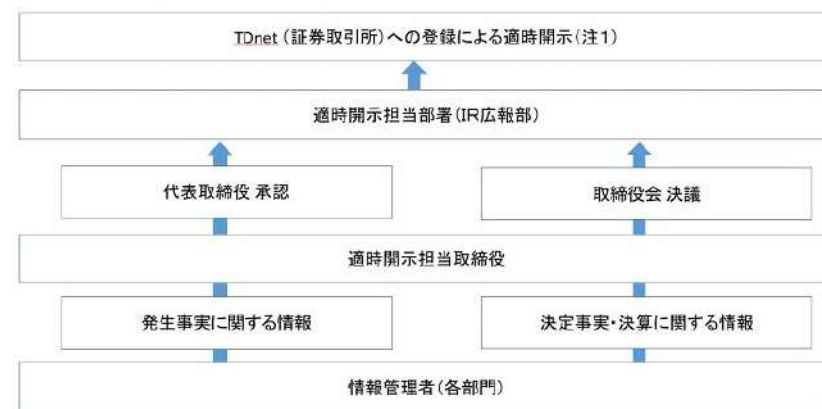 TDnet(証券取引所)への登録による適時開示(注1)
適時開示担当部署(IR広報部)
代表取締役 承認
取締役会 決議
適時開示担当取締役
発生事実に関する情報
決定事実・決算に関する情報
情報管理者(各部門)